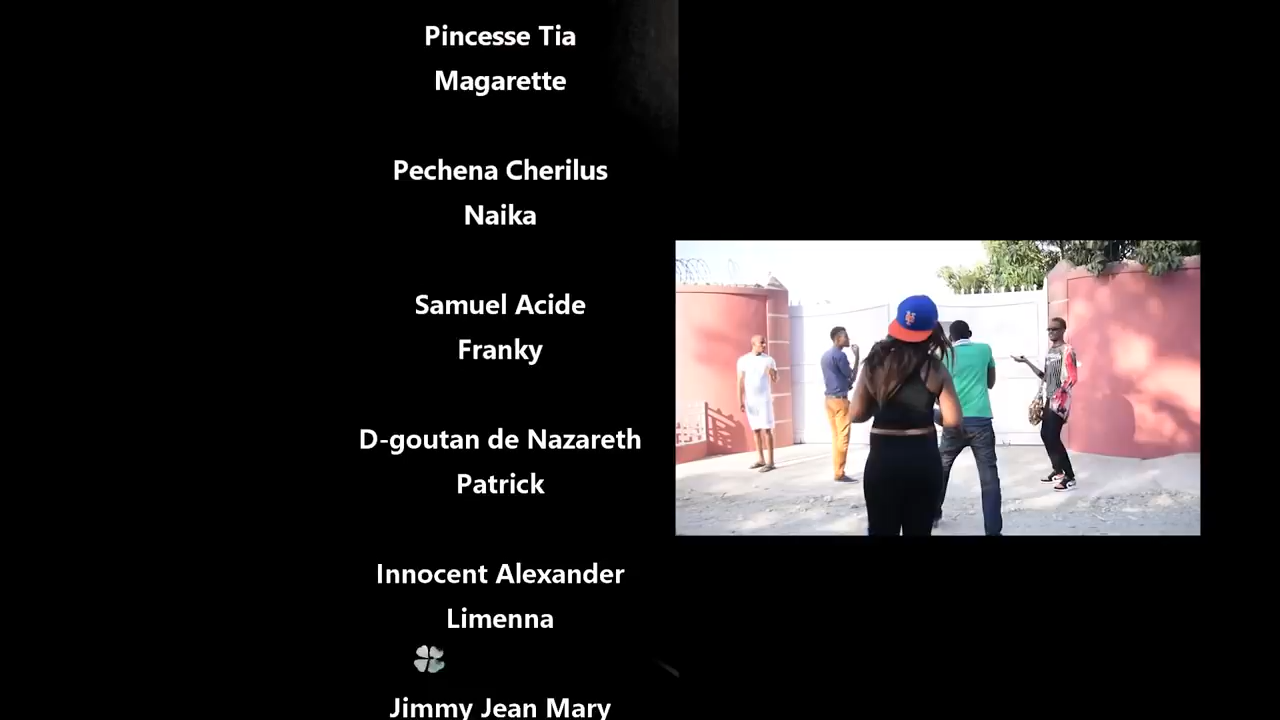 Pincesse Tia
Magarette
Pechena Cherilus
Naika
Samuel Acide
Franky
D-goutan de Nazareth
Patrick
Innocent Alexander
Limenna
Jimmy Jean Mary